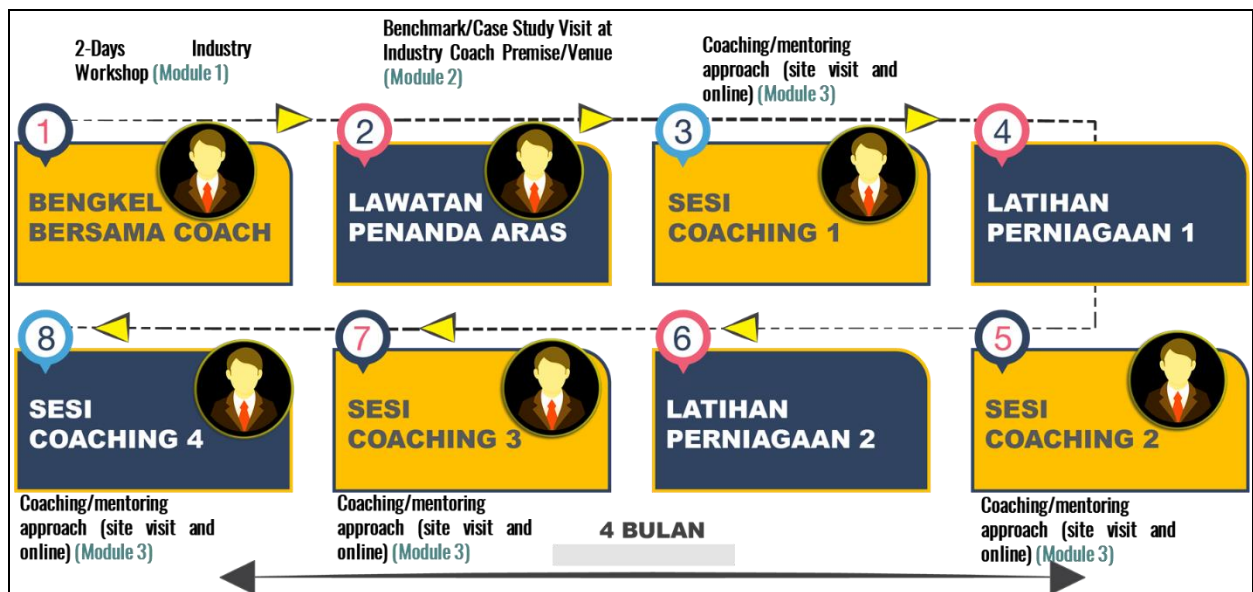 2-Days Industry
Workshop (Module 1)
Benchmark/Case Study Visit at
Industry Coach Premise/Venue
(Module 2)
Coaching/mentoring
approach (site visit and
online) (Module 3)
1
BENGKEL
BERSAMA COACH
2
LAWATAN
PENANDA ARAS
3
SESI
COACHING 1
4
LATIHAN
PERNIAGAAN 1
8
SESI
COACHING 4
7
SESI
COACHING 3
6
LATIHAN
PERNIAGAAN 2
5
SESI
COACHING 2
Coaching/mentoring
approach (site visit and
online) (Module 3)
Coaching/mentoring
approach (site visit and
online) (Module 3)
4 BULAN
Coaching/mentoring
approach (site visit and
online) (Module 3)